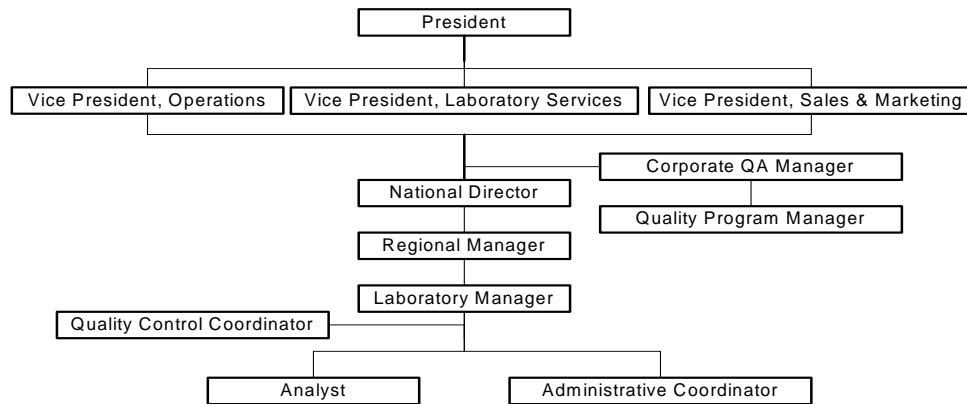 President
Vice President, Operations
Vice President, Laboratory Services
Vice President, Sales & Marketing
Corporate QA Manager
National Director
Quality Program Manager
Regional Manager
Laboratory Manager
Quality Control Coordinator
Analyst
Administrative Coordinator